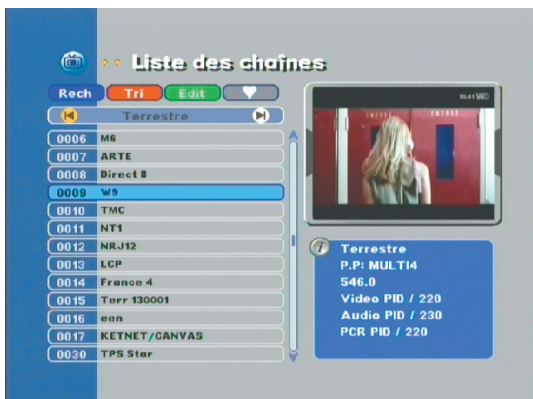 Liste des chaînes
Rech Tri Edit
Terrestre
0006 M6
0007 ARTE
0008 Direct 8
0009 W9
0010 TMC
0011 NT1
0012 NRJ12
0013 LCP
0014 France 4
0015 Terr 130001
0016 een
0017 KETNET/CANVAS
0030 TPS Star
ENTREE
Terrestre
P.P: MULTI4
546.0
Video PID / 220
Audio PID / 230
PCR PID / 220